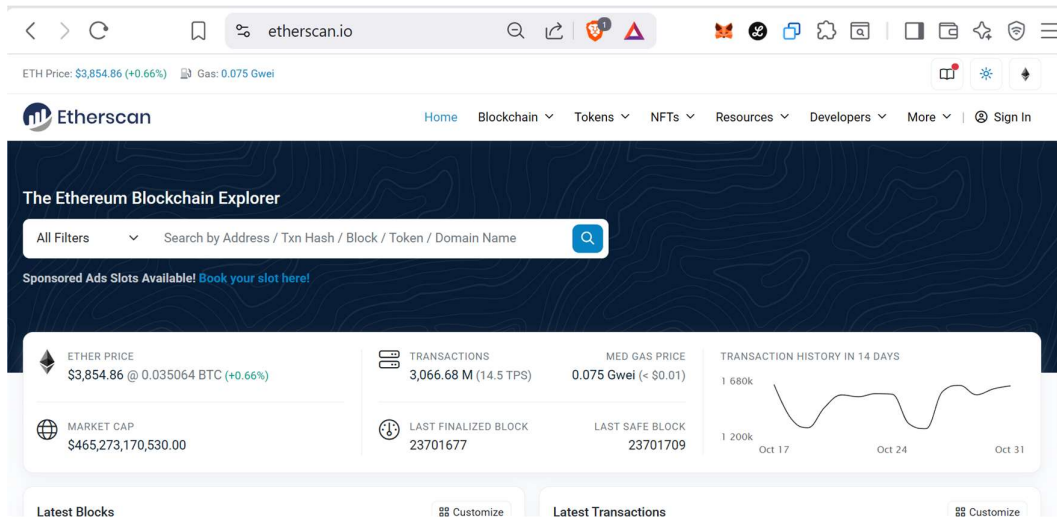 etherscan.io
1
ETH Price: $3,854.86 (+0.66%) Gas: 0.075 Gwei
Etherscan
Home Blockchain Tokens NFTs Resources Developers More | Sign In
The Ethereum Blockchain Explorer
All Filters Search by Address / Txn Hash / Block / Token / Domain Name
Sponsored Ads Slots Available! Book your slot here!
ETHER PRICE
$3,854.86 @ 0.035064 BTC (+0.66%)
MARKET CAP
$465,273,170,530.00
TRANSACTIONS
3,066.68 M (14.5 TPS)
MED GAS PRICE
0.075 Gwei (< $0.01)
LAST FINALIZED BLOCK
23701677
LAST SAFE BLOCK
23701709
TRANSACTION HISTORY IN 14 DAYS
1 680k
1 200k
Oct 17 Oct 24 Oct 31
Latest Blocks Customize
Latest Transactions Customize